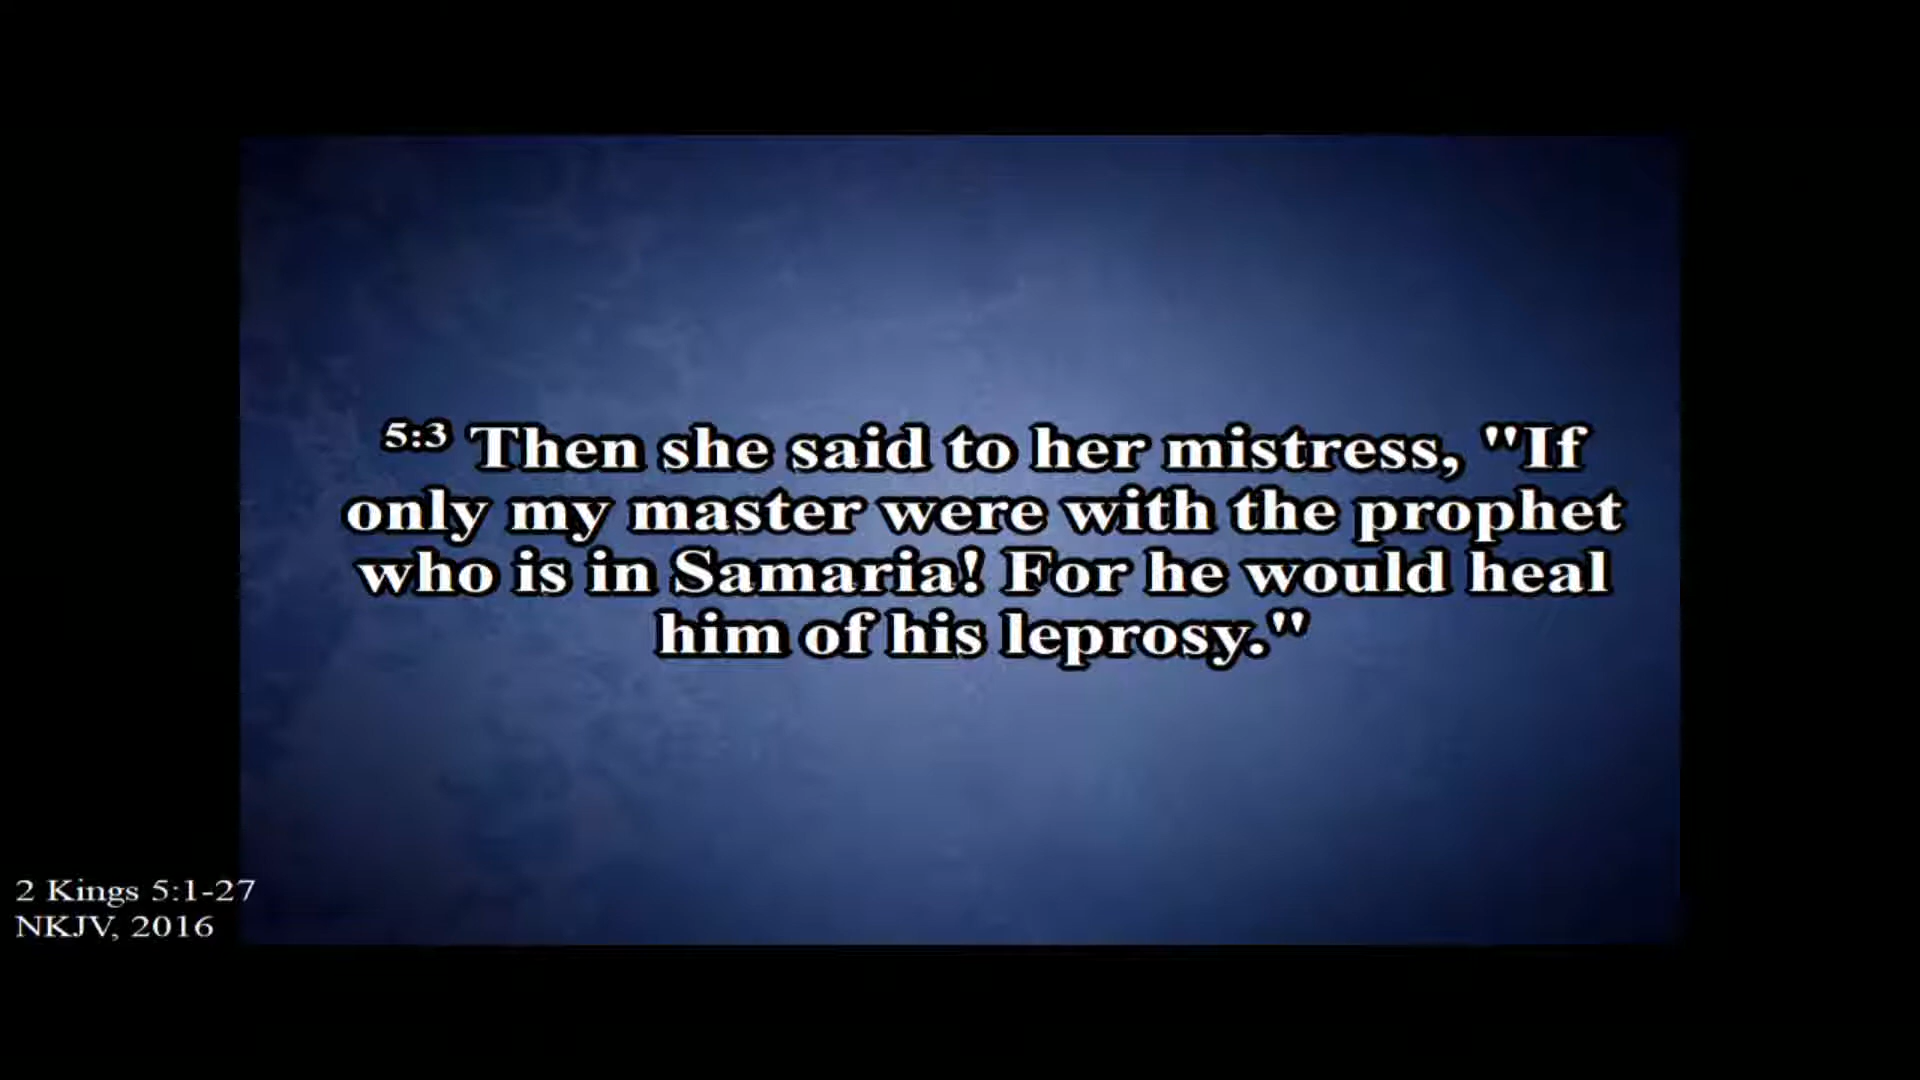 5:3 Then she said to her mistress, "If
only my master were with the prophet
who is in Samaria! For he would heal
him of his leprosy."
2 Kings 5:1-27
NKJV, 2016